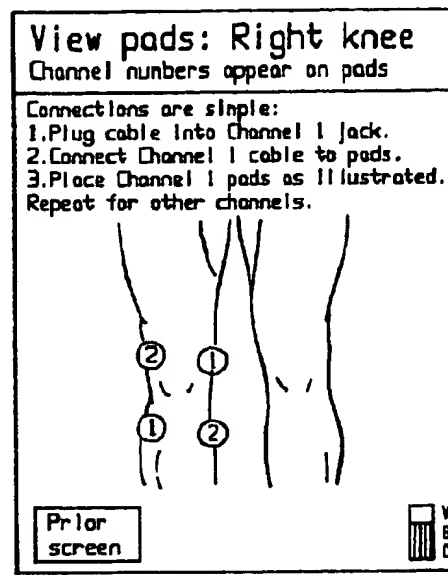 View pads: Right knee
Channel numbers appear on pads
Connections are simple:
1.Plug cable into Channel 1 jack.
2.Connect Channel 1 cable to pads.
3.Place Channel 1 pads as illustrated.
Repeat for other channels.
2 1
1 2
Prior
screen